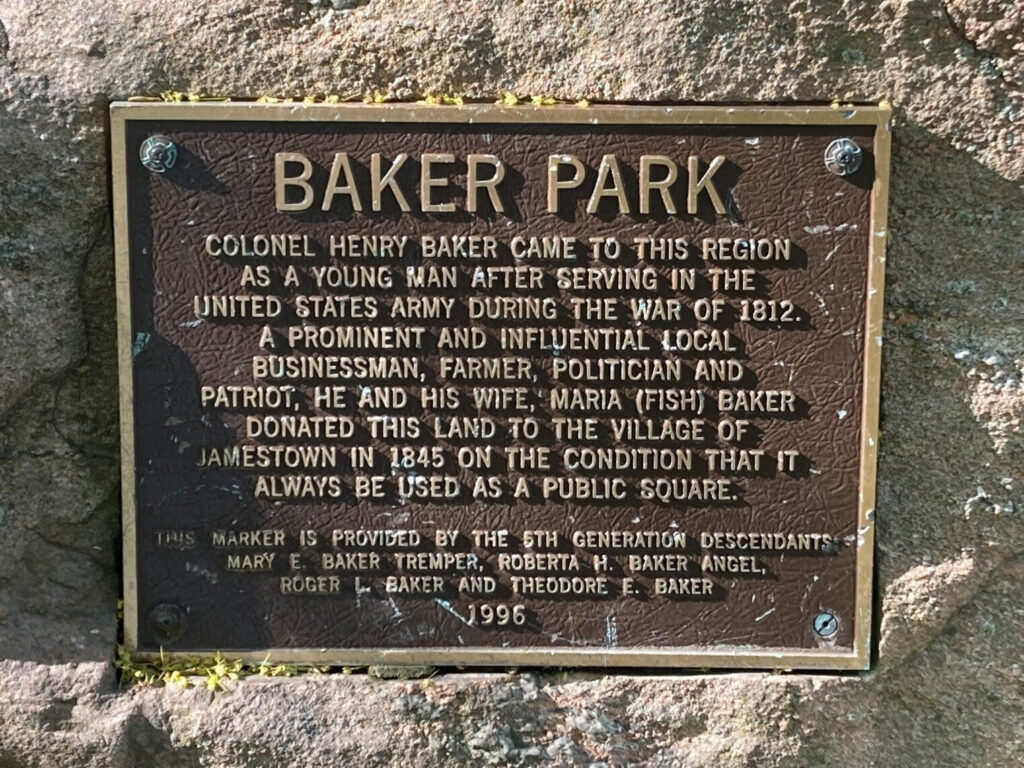 BAKER PARK
COLONEL HENRY BAKER CAME TO THIS REGION
AS A YOUNG MAN AFTER SERVING IN THE
UNITED STATES ARMY DURING THE WAR OF 1812.
A PROMINENT AND INFLUENTIAL LOCAL
BUSINESSMAN, FARMER, POLITICIAN AND
PATRIOT, HE AND HIS WIFE, MARIA (FISH) BAKER
DONATED THIS LAND TO THE VILLAGE OF
JAMESTOWN IN 1845 ON THE CONDITION THAT IT
ALWAYS BE USED AS A PUBLIC SQUARE.
THIS MARKER IS PROVIDED BY THE 5TH GENERATION DESCENDANTS
MARY E. BAKER TREMPER, ROBERTA H. BAKER ANGEL,
ROGER L. BAKER AND THEODORE E. BAKER
1996